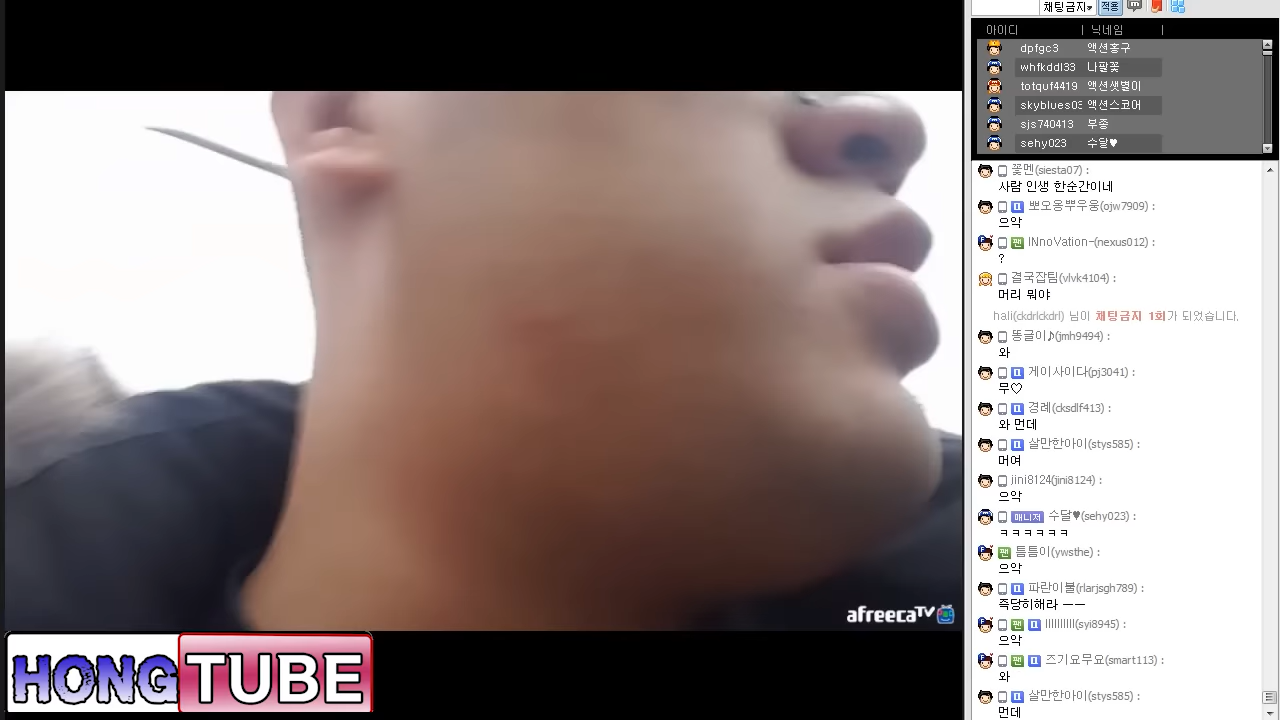 채팅금지 적용
아이디 닉네임
dpfgc3 액션홍구
whfkddl33 나팔꽃
totquf4419 액션샛별이
skyblues03 액션스코어
sjs740413 부종
sehy023 수달♥
꽃멘(siesta07) :
사람 인생 한순간이네
뽀오옹뿌우웅(ojw7909) :
으악
팬 INnoVation-(nexus012) :
?
결국잡팀(vlvk4104) :
머리 뭐야
hali(ckdrlckdrl) 님이 채팅금지 1회가 되었습니다.
똥글이♪(jmh9494) :
와
게이사이다(pj3041) :
무♡
경례(cksdlf413) :
와 먼데
살만한아이(stys585) :
머여
jini8124(jini8124) :
으악
매니저 수달♥(sehy023) :
ㅋㅋㅋㅋㅋㅋ
팬 틈틈이(ywsthe) :
으악
파란이불(rlarjsgh789) :
즉당히해라 ㅡㅡ
팬 llllllllll(syi8945) :
으악
팬 즈기요무요(smart113) :
와
살만한아이(stys585) :
먼데
afreecaTV
HONG TUBE